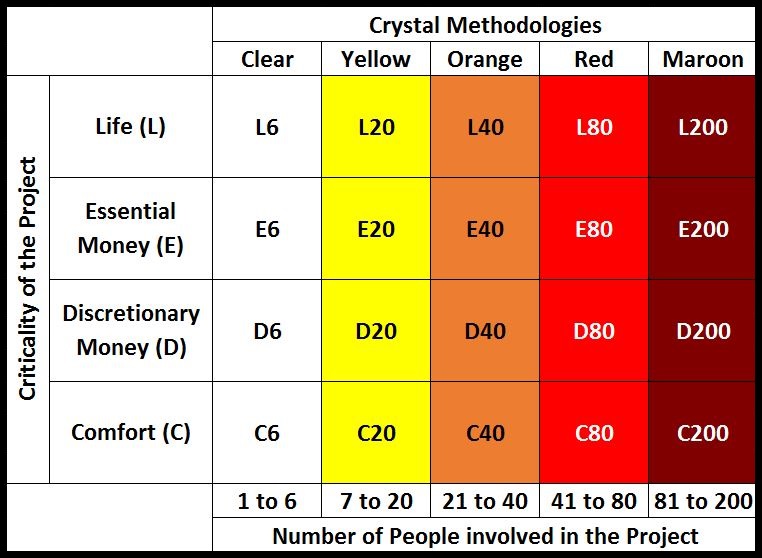 Crystal Methodologies
Clear Yellow Orange Red Maroon
Criticality of the Project
Life (L) L6 L20 L40 L80 L200
Essential
Money (E) E6 E20 E40 E80 E200
Discretionary
Money (D) D6 D20 D40 D80 D200
Comfort (C) C6 C20 C40 C80 C200
1 to 6 7 to 20 21 to 40 41 to 80 81 to 200
Number of People involved in the Project